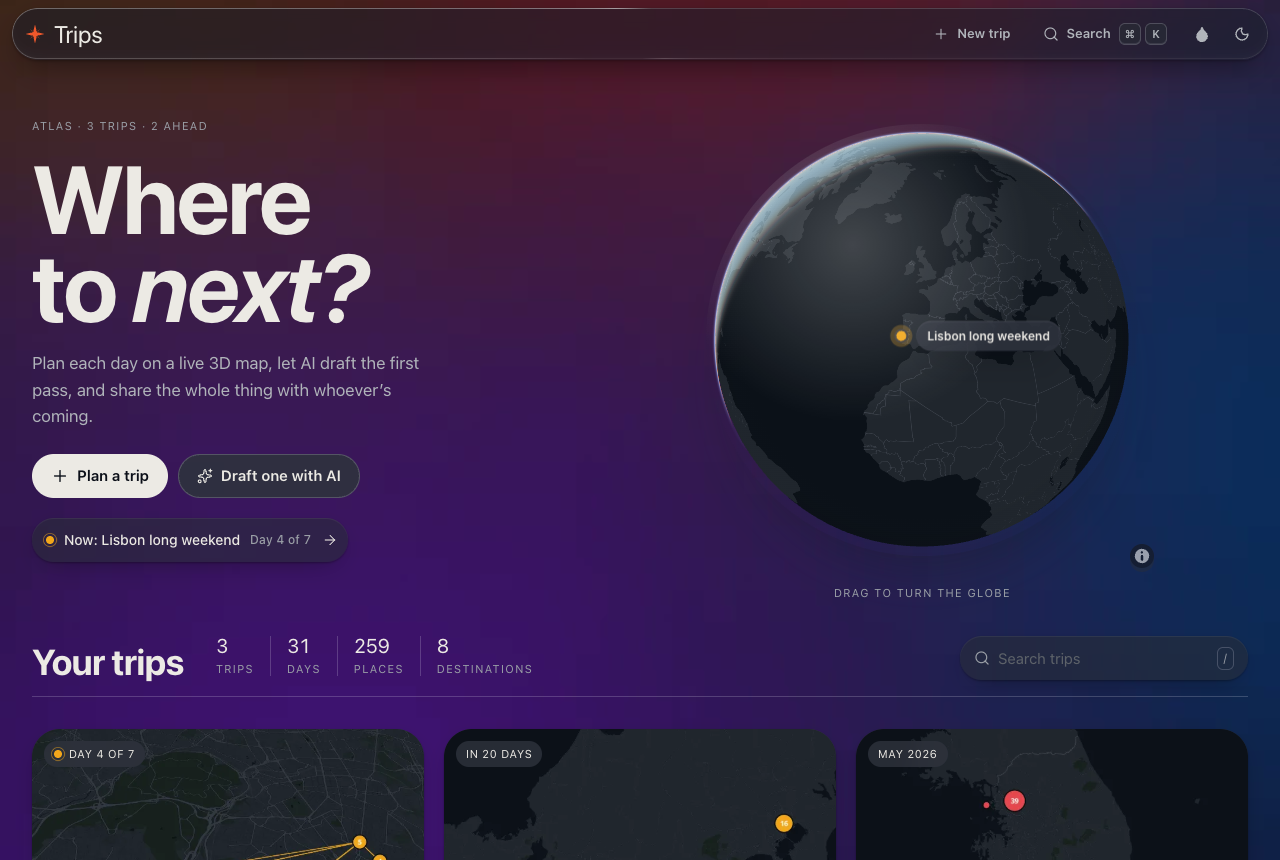 Trips
New trip
Search ⌘ K
ATLAS · 3 TRIPS · 2 AHEAD
Where
to next?
Plan each day on a live 3D map, let AI draft the first
pass, and share the whole thing with whoever’s
coming.
Plan a trip
Draft one with AI
Now: Lisbon long weekend Day 4 of 7
Lisbon long weekend
DRAG TO TURN THE GLOBE
Your trips
3
TRIPS
31
DAYS
259
PLACES
8
DESTINATIONS
Search trips /
DAY 4 OF 7
5
IN 20 DAYS
16
MAY 2026
39